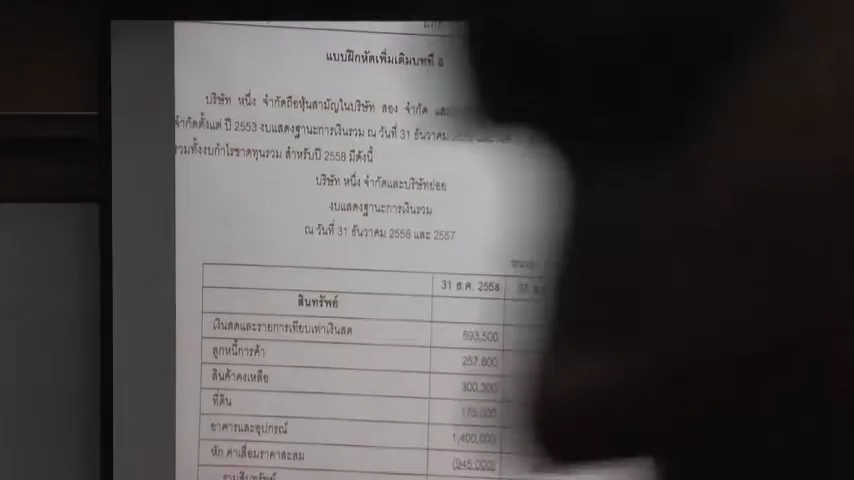 แบบฝึกหัดเพิ่มเติมบทที่ 8
บริษัท หนึ่ง จำกัดถือหุ้นสามัญในบริษัท สอง จำกัด และ
จำกัดตั้งแต่ ปี 2553 งบแสดงฐานะการเงินรวม ณ วันที่ 31 ธันวาคม
รวมทั้งงบกำไรขาดทุนรวม สำหรับปี 2558 มีดังนี้
บริษัท หนึ่ง จำกัดและบริษัทย่อย
งบแสดงฐานะการเงินรวม
ณ วันที่ 31 ธันวาคม 2558 และ 2557
31 ธ.ค. 2558
สินทรัพย์
เงินสดและรายการเทียบเท่าเงินสด 693,500
ลูกหนี้การค้า 257,600
สินค้าคงเหลือ 300,300
ที่ดิน 175,000
อาคารและอุปกรณ์ 1,400,000
หัก ค่าเสื่อมราคาสะสม (945,000)
รวมสินทรัพย์